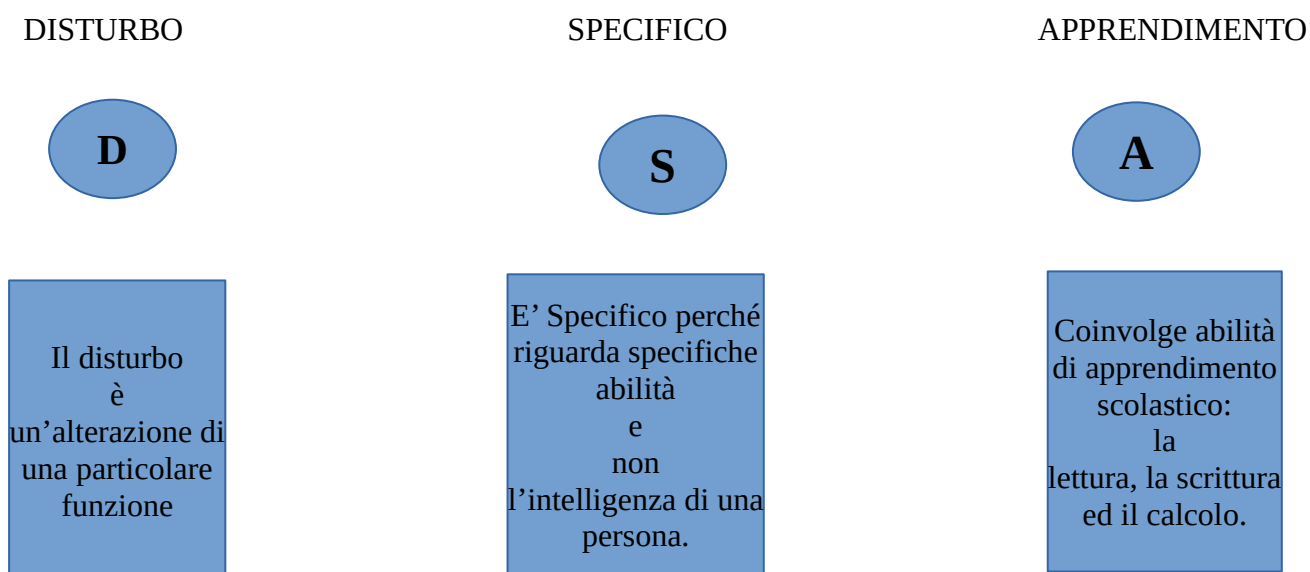 DISTURBO
SPECIFICO
APPRENDIMENTO
D
S
A
Il disturbo
è
un’alterazione di
una particolare
funzione
E’ Specifico perché
riguarda specifiche
abilità
e
non
l’intelligenza di una
persona.
Coinvolge abilità
di apprendimento
scolastico:
la
lettura, la scrittura
ed il calcolo.